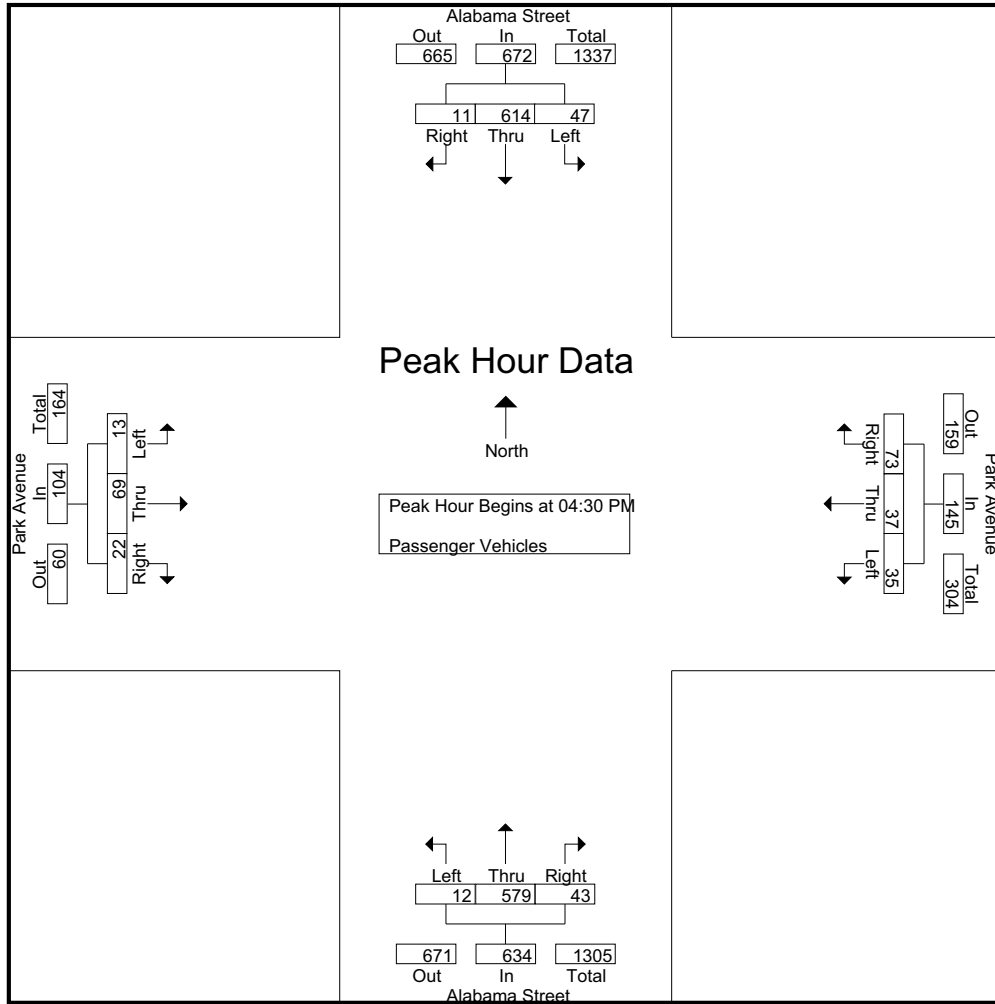 Alabama Street
Out In Total
665 672 1337
11 614 47
Right Thru Left
Peak Hour Data
North
Peak Hour Begins at 04:30 PM
Passenger Vehicles
Park Avenue
Out In Total
60 104 164
22 69 13
Right Thru Left
Park Avenue
Out In Total
159 145 304
73 37 35
Right Thru Left
Left Thru Right
12 579 43
671 634 1305
Out In Total
Alabama Street